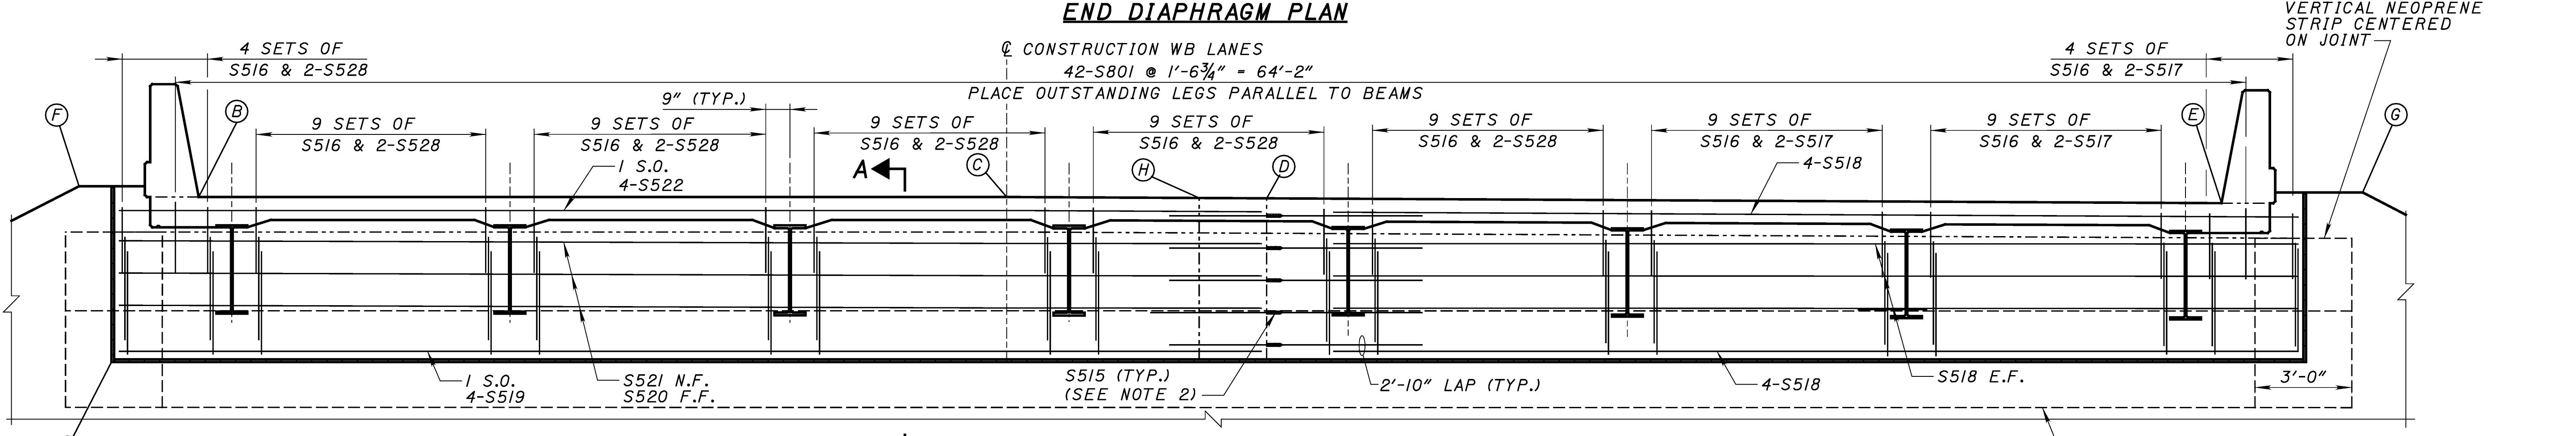 END DIAPHRAGM PLAN
VERTICAL NEOPRENE
STRIP CENTERED
ON JOINT
4 SETS OF
S516 & 2-S528
℄ CONSTRUCTION WB LANES
42-S801 @ 1'-6¾" = 64'-2"
PLACE OUTSTANDING LEGS PARALLEL TO BEAMS
4 SETS OF
S516 & 2-S517
9" (TYP.)
F
B
9 SETS OF
S516 & 2-S528
9 SETS OF
S516 & 2-S528
9 SETS OF
S516 & 2-S528
9 SETS OF
S516 & 2-S528
9 SETS OF
S516 & 2-S528
9 SETS OF
S516 & 2-S517
9 SETS OF
S516 & 2-S517
E
G
1 S.O.
4-S522
A
C
H
D
4-S518
1 S.O.
4-S519
S521 N.F.
S520 F.F.
S515 (TYP.)
(SEE NOTE 2)
2'-10" LAP (TYP.)
4-S518
S518 E.F.
3'-0"